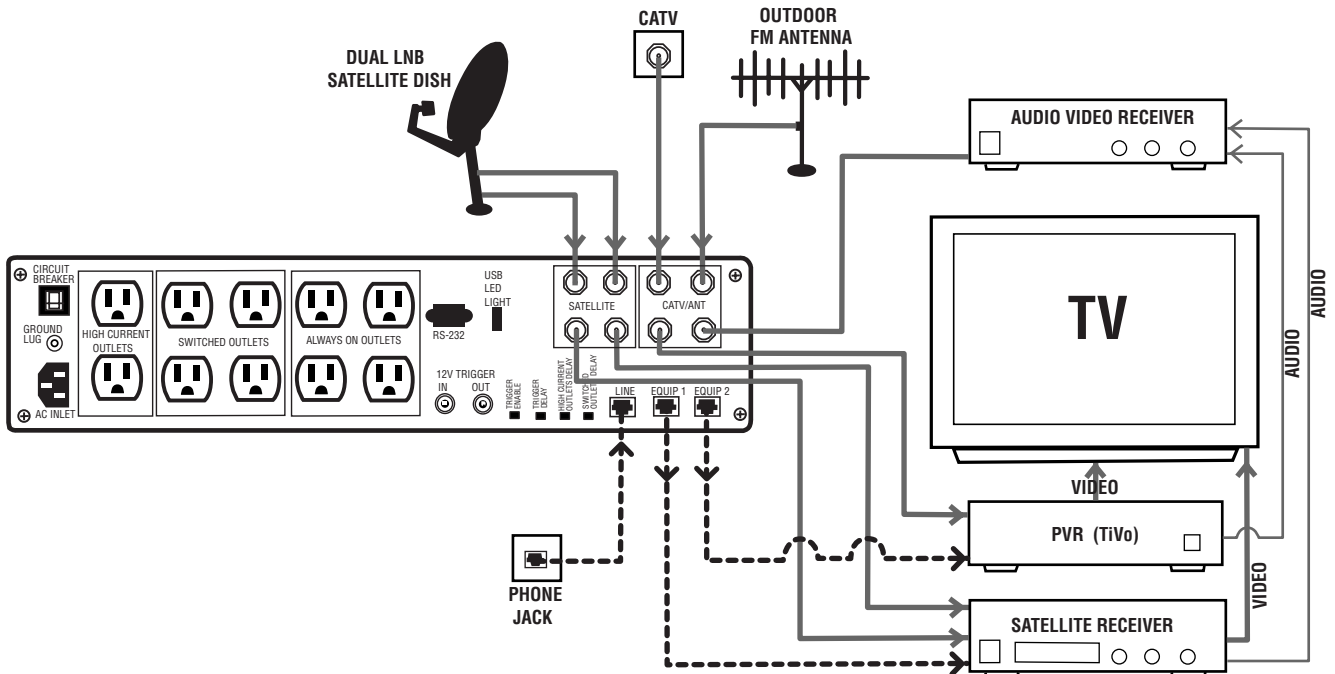 CATV
OUTDOOR
FM ANTENNA
DUAL LNB
SATELLITE DISH
AUDIO VIDEO RECEIVER
CIRCUIT
BREAKER
GROUND
LUG
AC INLET
HIGH CURRENT
OUTLETS
SWITCHED OUTLETS
ALWAYS ON OUTLETS
RS-232
USB
LED
LIGHT
12V TRIGGER
IN
OUT
TRIGGER
ENABLE
TRIGGER
DELAY
HIGH CURRENT
OUTLETS DELAY
SWITCHED
OUTLETS DELAY
SATELLITE
CATV/ANT
LINE
EQUIP 1
EQUIP 2
TV
AUDIO
AUDIO
VIDEO
PVR (TiVo)
VIDEO
PHONE
JACK
SATELLITE RECEIVER